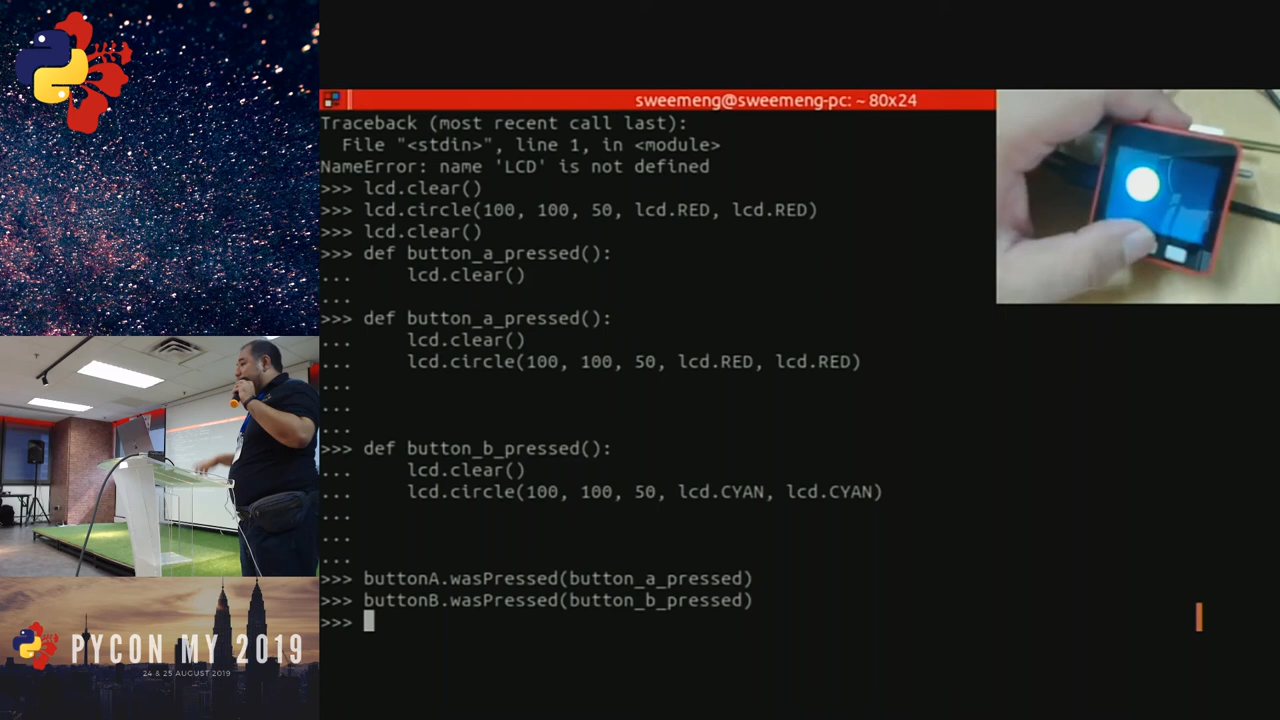 sweemeng@sweemeng-pc: ~ 80x24
Traceback (most recent call last):
  File "<stdin>", line 1, in <module>
NameError: name 'LCD' is not defined
>>> lcd.clear()
>>> lcd.circle(100, 100, 50, lcd.RED, lcd.RED)
>>> lcd.clear()
>>> def button_a_pressed():
...     lcd.clear()
...
>>> def button_a_pressed():
...     lcd.clear()
...     lcd.circle(100, 100, 50, lcd.RED, lcd.RED)
...
...
...
>>> def button_b_pressed():
...     lcd.clear()
...     lcd.circle(100, 100, 50, lcd.CYAN, lcd.CYAN)
...
...
...
>>> buttonA.wasPressed(button_a_pressed)
>>> buttonB.wasPressed(button_b_pressed)
>>>
PYCON MY 2019
24 & 25 AUGUST 2019